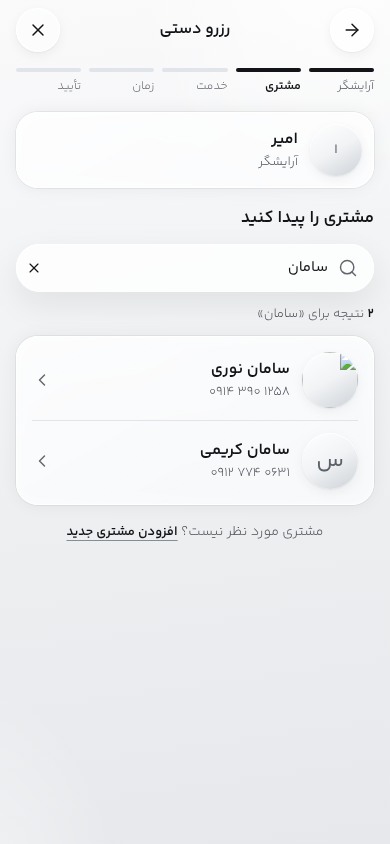 رزرو دستی
آرایشگر
مشتری
خدمت
زمان
تأیید
ا
امیر
آرایشگر
مشتری را پیدا کنید
سامان
۲ نتیجه برای «سامان»
سامان نوری
۰۹۱۴ ۳۹۰ ۱۲۵۸
س
سامان کریمی
۰۹۱۲ ۷۷۴ ۰۶۳۱
مشتری مورد نظر نیست؟ افزودن مشتری جدید